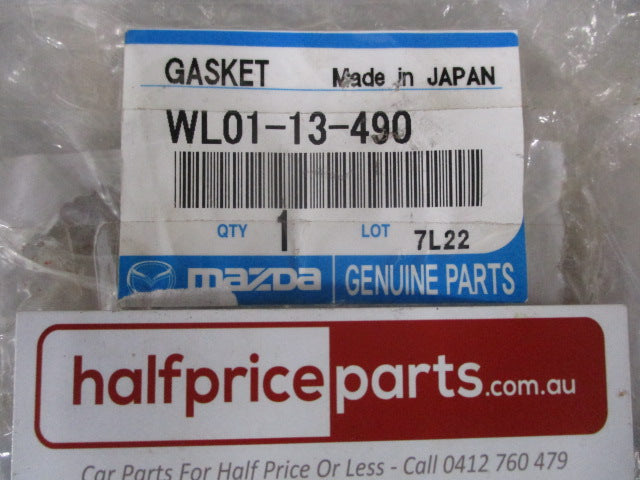 GASKET Made in JAPAN
WL01-13-490
QTY 1 LOT 7L22
mazda GENUINE PARTS
halfpriceparts.com.au
Car Parts For Half Price Or Less - Call 0412 760 479